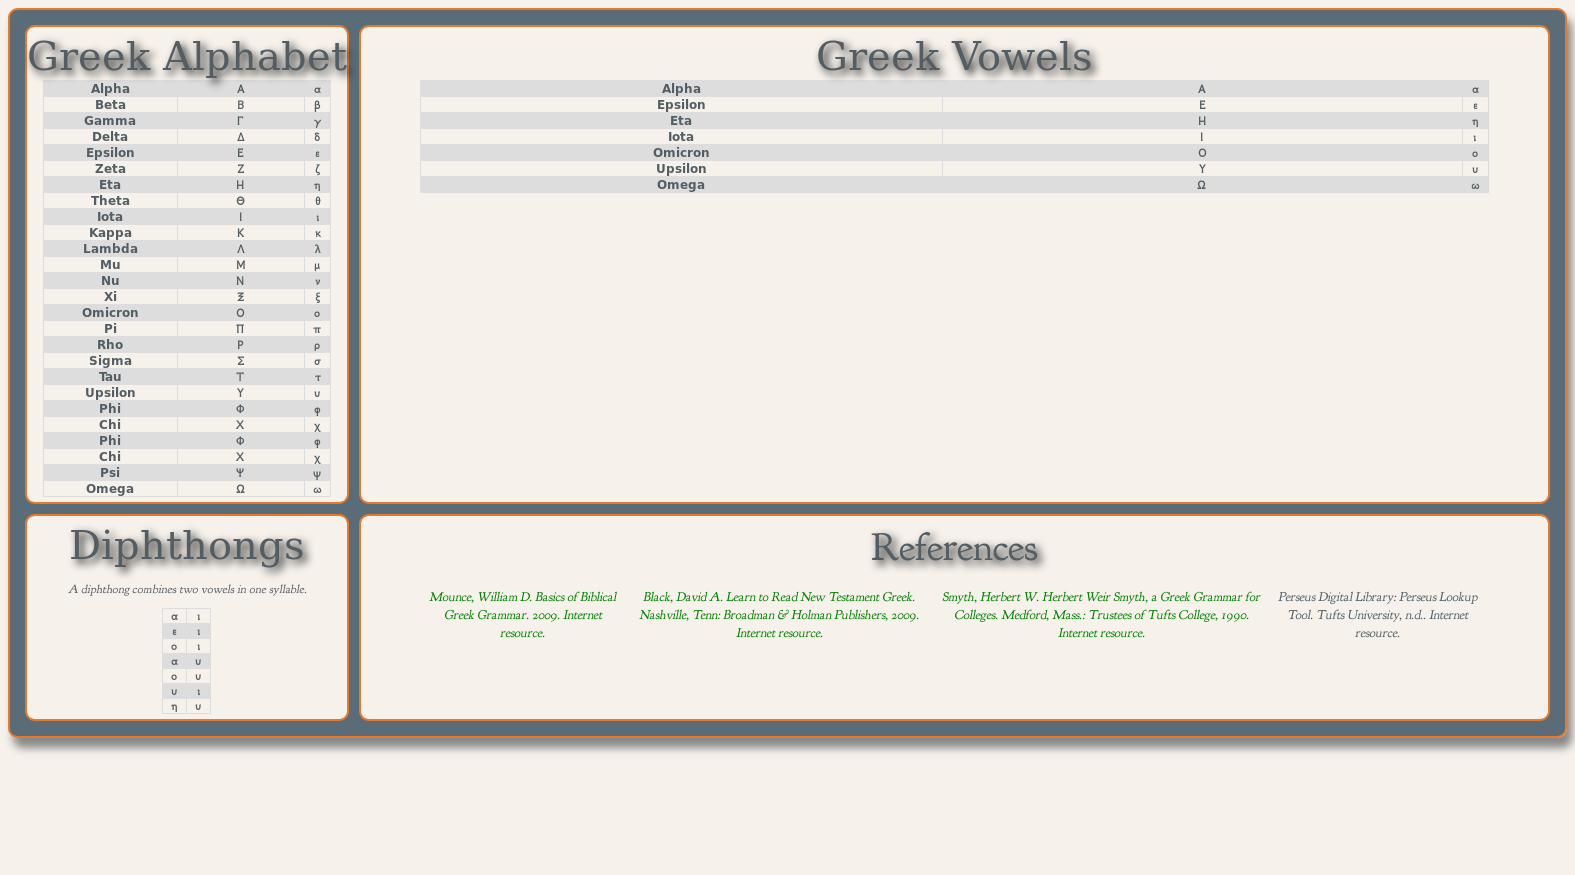 Greek Alphabet
Alpha Α α
Beta Β β
Gamma Γ γ
Delta Δ δ
Epsilon Ε ε
Zeta Ζ ζ
Eta Η η
Theta Θ θ
Iota Ι ι
Kappa Κ κ
Lambda Λ λ
Mu Μ μ
Nu Ν ν
Xi Ξ ξ
Omicron Ο ο
Pi Π π
Rho Ρ ρ
Sigma Σ σ
Tau Τ τ
Upsilon Υ υ
Phi Φ φ
Chi Χ χ
Phi Φ φ
Chi Χ χ
Psi Ψ ψ
Omega Ω ω
Greek Vowels
Alpha Α α
Epsilon Ε ε
Eta Η η
Iota Ι ι
Omicron Ο ο
Upsilon Υ υ
Omega Ω ω
Diphthongs
A diphthong combines two vowels in one syllable.
α ι
ε ι
ο ι
α υ
ο υ
υ ι
η υ
References
Mounce, William D. Basics of Biblical
Greek Grammar. 2009. Internet
resource.
Black, David A. Learn to Read New Testament Greek.
Nashville, Tenn: Broadman & Holman Publishers, 2009.
Internet resource.
Smyth, Herbert W. Herbert Weir Smyth, a Greek Grammar for
Colleges. Medford, Mass.: Trustees of Tufts College, 1990.
Internet resource.
Perseus Digital Library: Perseus Lookup
Tool. Tufts University, n.d.. Internet
resource.